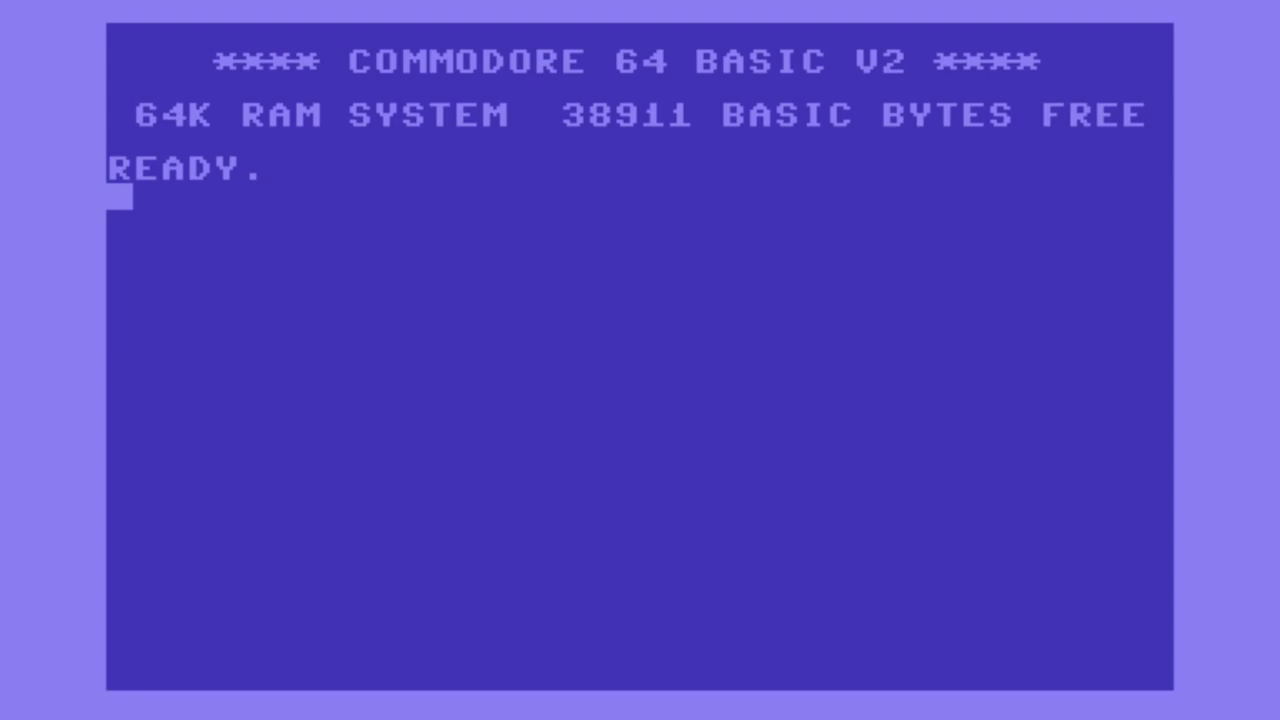 **** COMMODORE 64 BASIC V2 ****
64K RAM SYSTEM  38911 BASIC BYTES FREE
READY.